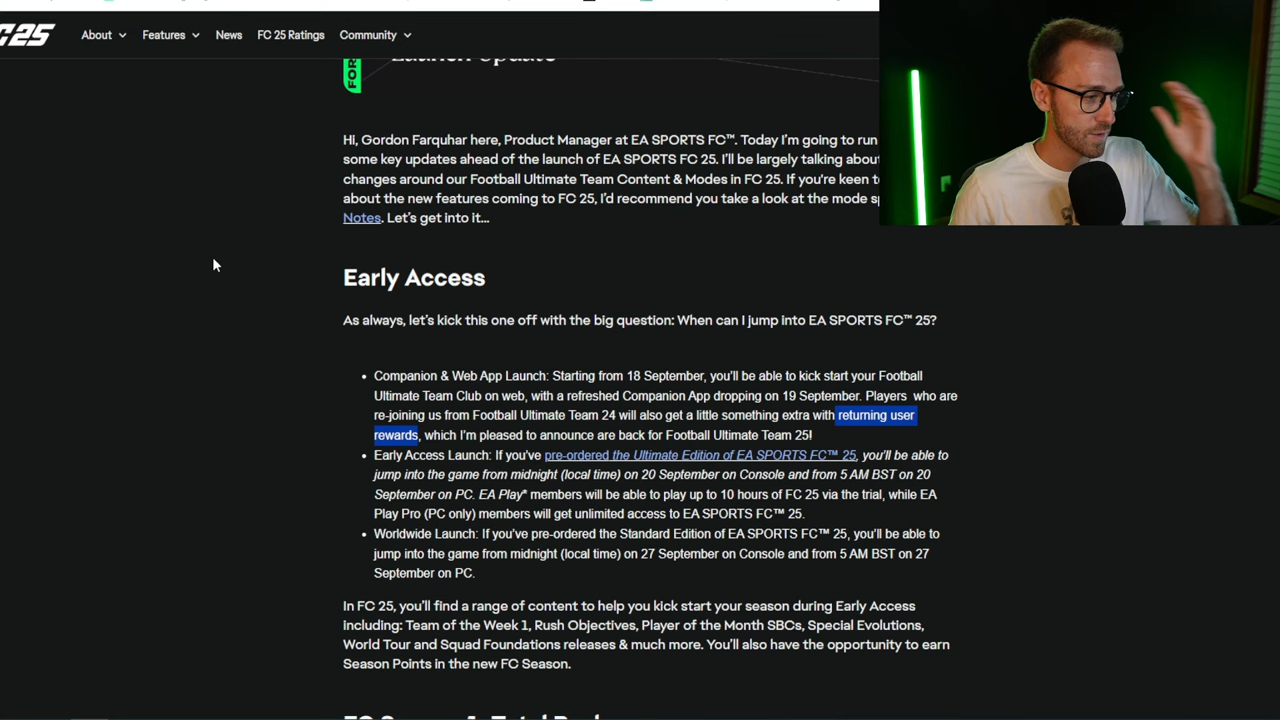 C25
About
Features
News
FC 25 Ratings
Community
FOR
Launch Update
Hi, Gordon Farquhar here, Product Manager at EA SPORTS FC™. Today I'm going to run
some key updates ahead of the launch of EA SPORTS FC 25. I'll be largely talking about
changes around our Football Ultimate Team Content & Modes in FC 25. If you're keen to
about the new features coming to FC 25, I'd recommend you take a look at the mode
Notes. Let's get into it...
Early Access
As always, let's kick this one off with the big question: When can I jump into EA SPORTS FC™ 25?
• Companion & Web App Launch: Starting from 18 September, you'll be able to kick start your Football
Ultimate Team Club on web, with a refreshed Companion App dropping on 19 September. Players who are
re-joining us from Football Ultimate Team 24 will also get a little something extra with returning user
rewards, which I'm pleased to announce are back for Football Ultimate Team 25!
• Early Access Launch: If you've pre-ordered the Ultimate Edition of EA SPORTS FC™ 25, you'll be able to
jump into the game from midnight (local time) on 20 September on Console and from 5 AM BST on 20
September on PC. EA Play* members will be able to play up to 10 hours of FC 25 via the trial, while EA
Play Pro (PC only) members will get unlimited access to EA SPORTS FC™ 25.
• Worldwide Launch: If you've pre-ordered the Standard Edition of EA SPORTS FC™ 25, you'll be able to
jump into the game from midnight (local time) on 27 September on Console and from 5 AM BST on 27
September on PC.
In FC 25, you'll find a range of content to help you kick start your season during Early Access
including: Team of the Week 1, Rush Objectives, Player of the Month SBCs, Special Evolutions,
World Tour and Squad Foundations releases & much more. You'll also have the opportunity to earn
Season Points in the new FC Season.